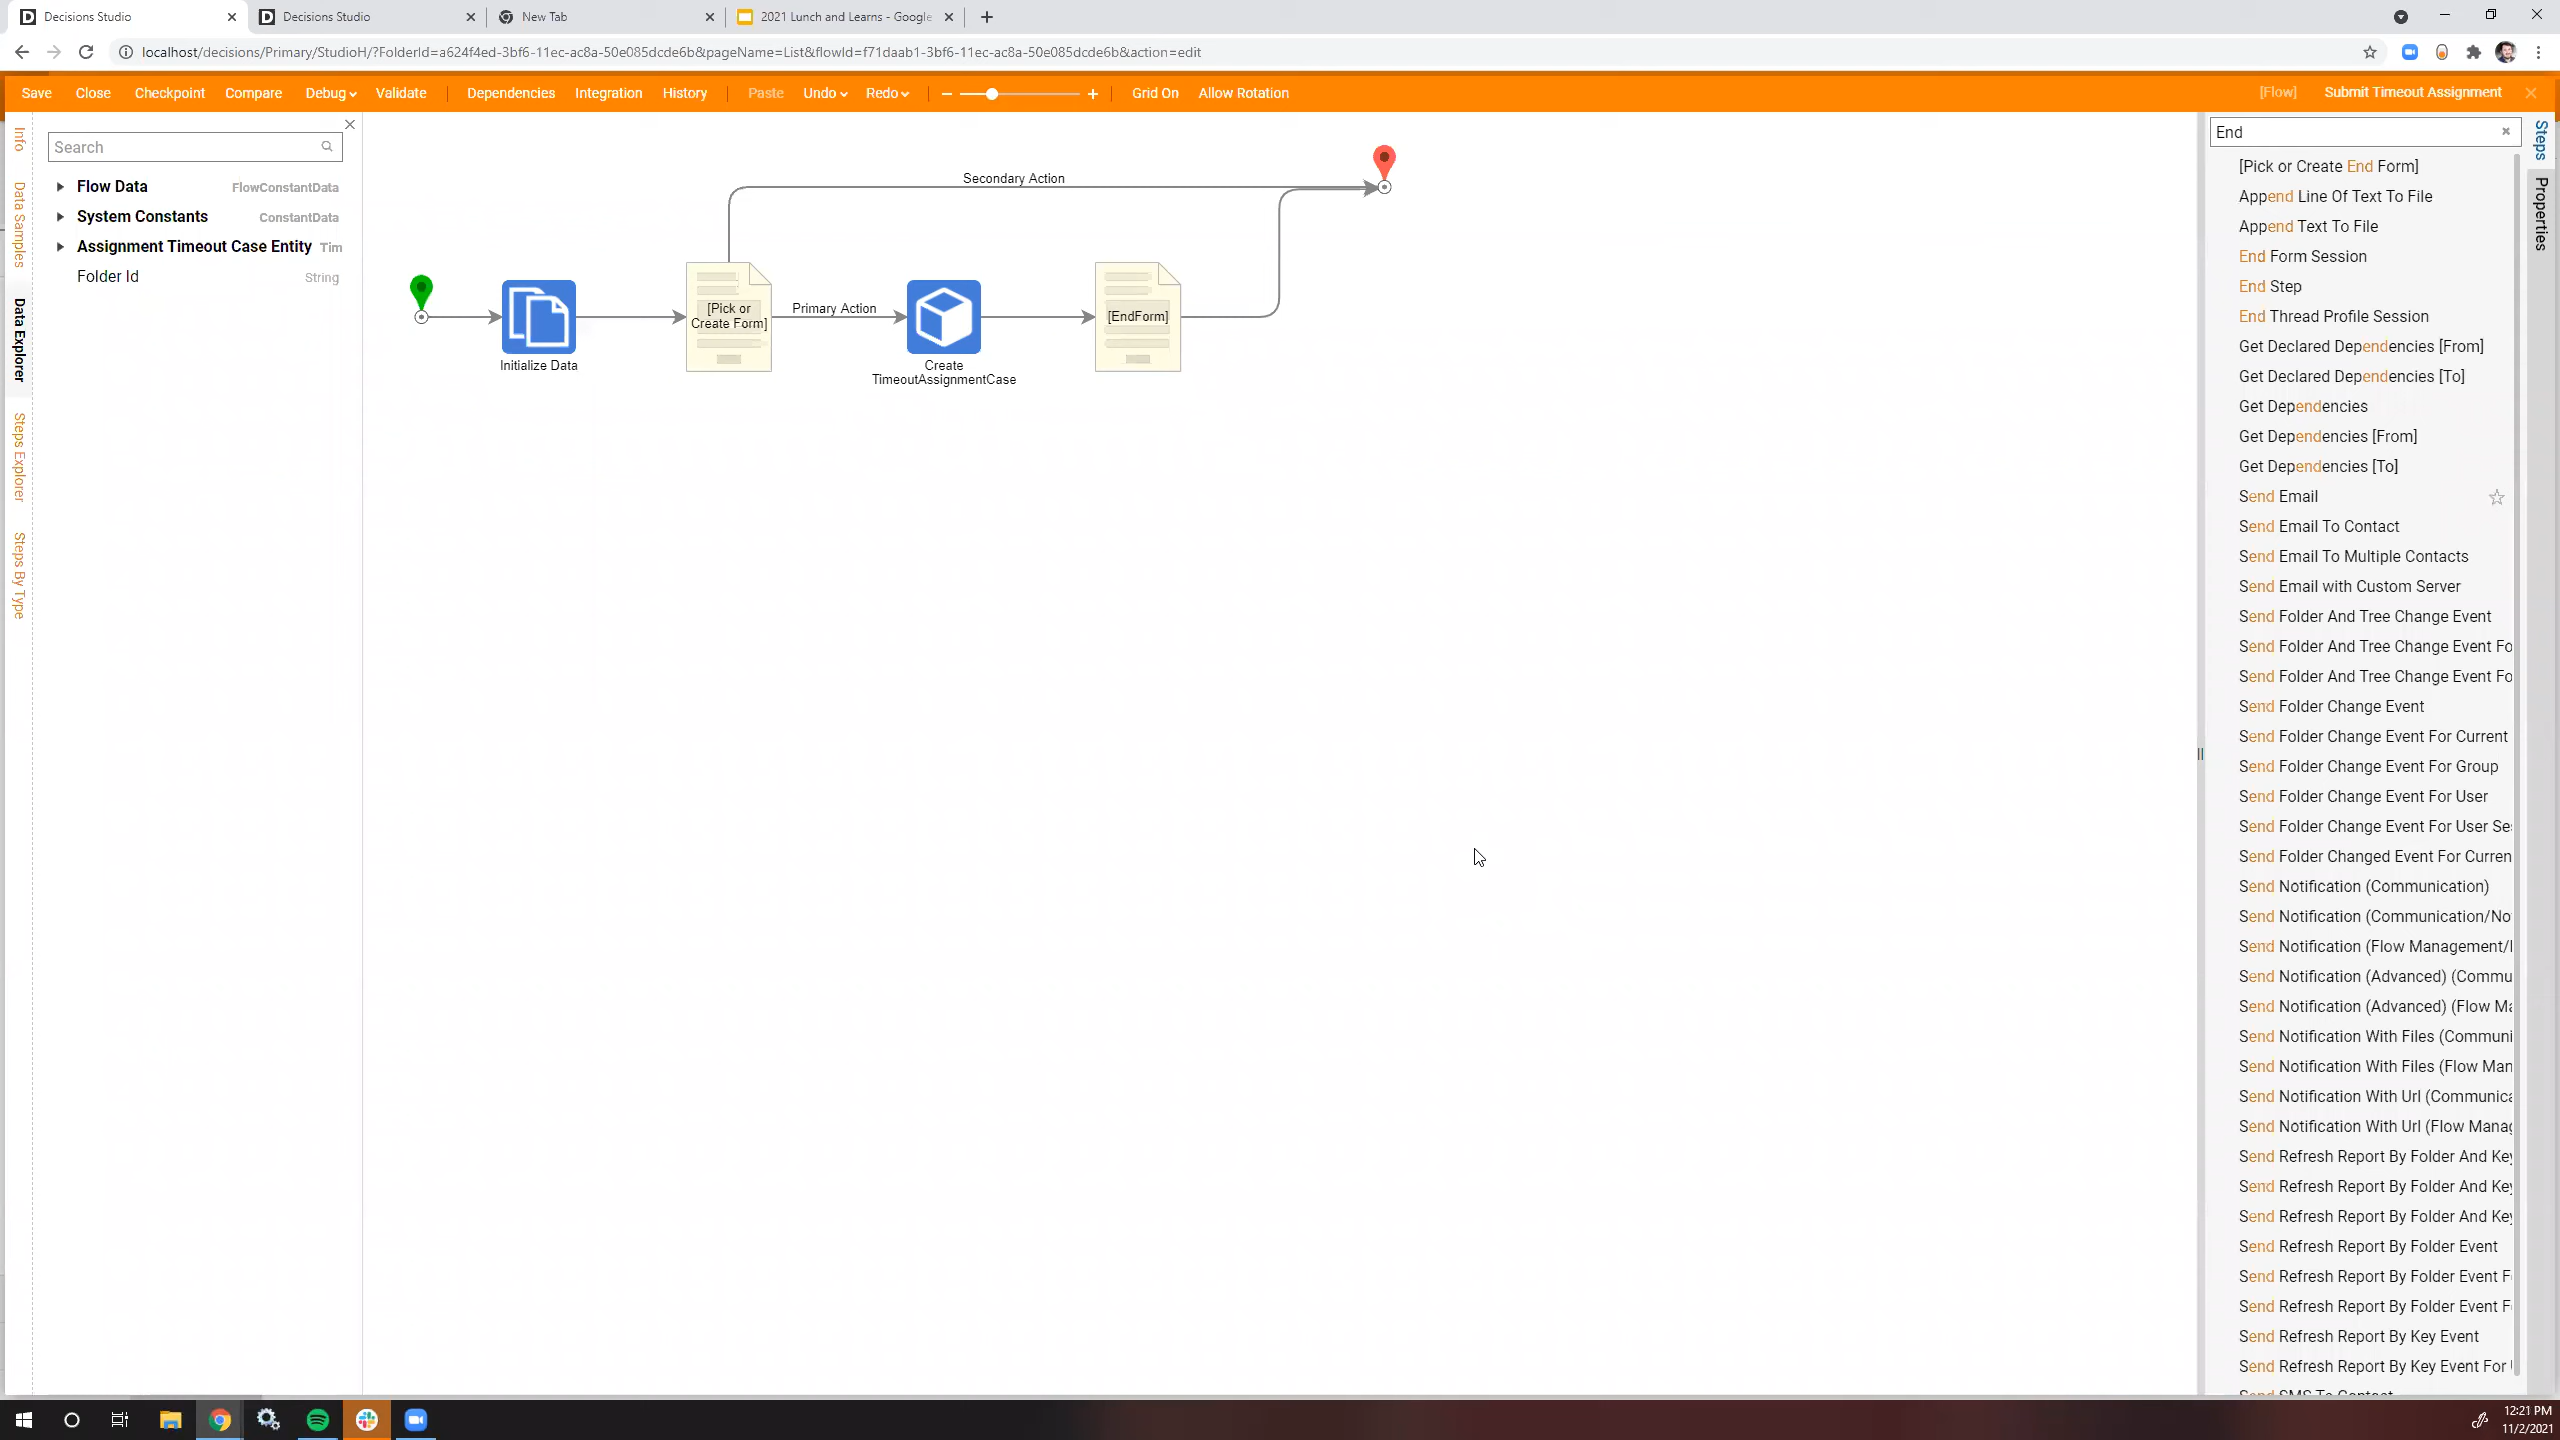 Decisions Studio
Decisions Studio
New Tab
2021 Lunch and Learns - Google
localhost/decisions/Primary/StudioH/?FolderId=a624f4ed-3bf6-11ec-ac8a-50e085dcde6b&pageName=List&flowId=f71daab1-3bf6-11ec-ac8a-50e085dcde6b&action=edit
Save Close Checkpoint Compare Debug Validate Dependencies Integration History Paste Undo Redo Grid On Allow Rotation [Flow] Submit Timeout Assignment
Info
Data Samples
Data Explorer
Steps Explorer
Steps By Type
Search
Flow Data FlowConstantData
System Constants ConstantData
Assignment Timeout Case Entity Tim
Folder Id String
Secondary Action
Initialize Data
[Pick or
Create Form]
Primary Action
Create
TimeoutAssignmentCase
[EndForm]
End
Steps
Properties
[Pick or Create End Form]
Append Line Of Text To File
Append Text To File
End Form Session
End Step
End Thread Profile Session
Get Declared Dependencies [From]
Get Declared Dependencies [To]
Get Dependencies
Get Dependencies [From]
Get Dependencies [To]
Send Email
Send Email To Contact
Send Email To Multiple Contacts
Send Email with Custom Server
Send Folder And Tree Change Event
Send Folder And Tree Change Event Fo
Send Folder And Tree Change Event Fo
Send Folder Change Event
Send Folder Change Event For Current
Send Folder Change Event For Group
Send Folder Change Event For User
Send Folder Change Event For User Se
Send Folder Changed Event For Curren
Send Notification (Communication)
Send Notification (Communication/No
Send Notification (Flow Management/
Send Notification (Advanced) (Commu
Send Notification (Advanced) (Flow Ma
Send Notification With Files (Communi
Send Notification With Files (Flow Man
Send Notification With Url (Communica
Send Notification With Url (Flow Manag
Send Refresh Report By Folder And Key
Send Refresh Report By Folder And Key
Send Refresh Report By Folder And Key
Send Refresh Report By Folder Event
Send Refresh Report By Folder Event F
Send Refresh Report By Folder Event F
Send Refresh Report By Key Event
Send Refresh Report By Key Event For
Send SMS To Contact
12:21 PM
11/2/2021